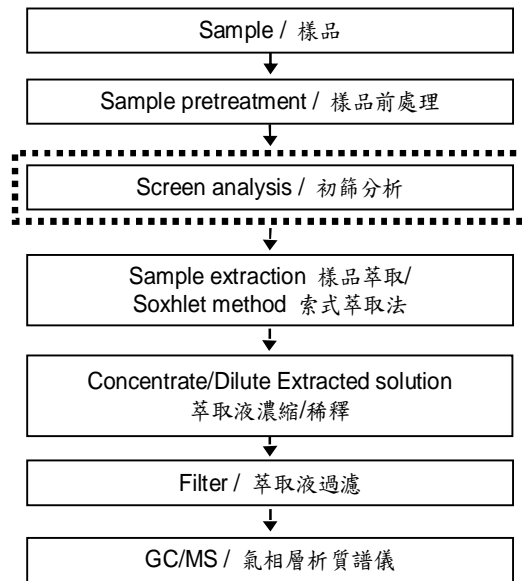 Sample / 樣品
Sample pretreatment / 樣品前處理
Screen analysis / 初篩分析
Sample extraction 樣品萃取/
Soxhlet method 索式萃取法
Concentrate/Dilute Extracted solution
萃取液濃縮/稀釋
Filter / 萃取液過濾
GC/MS / 氣相層析質譜儀